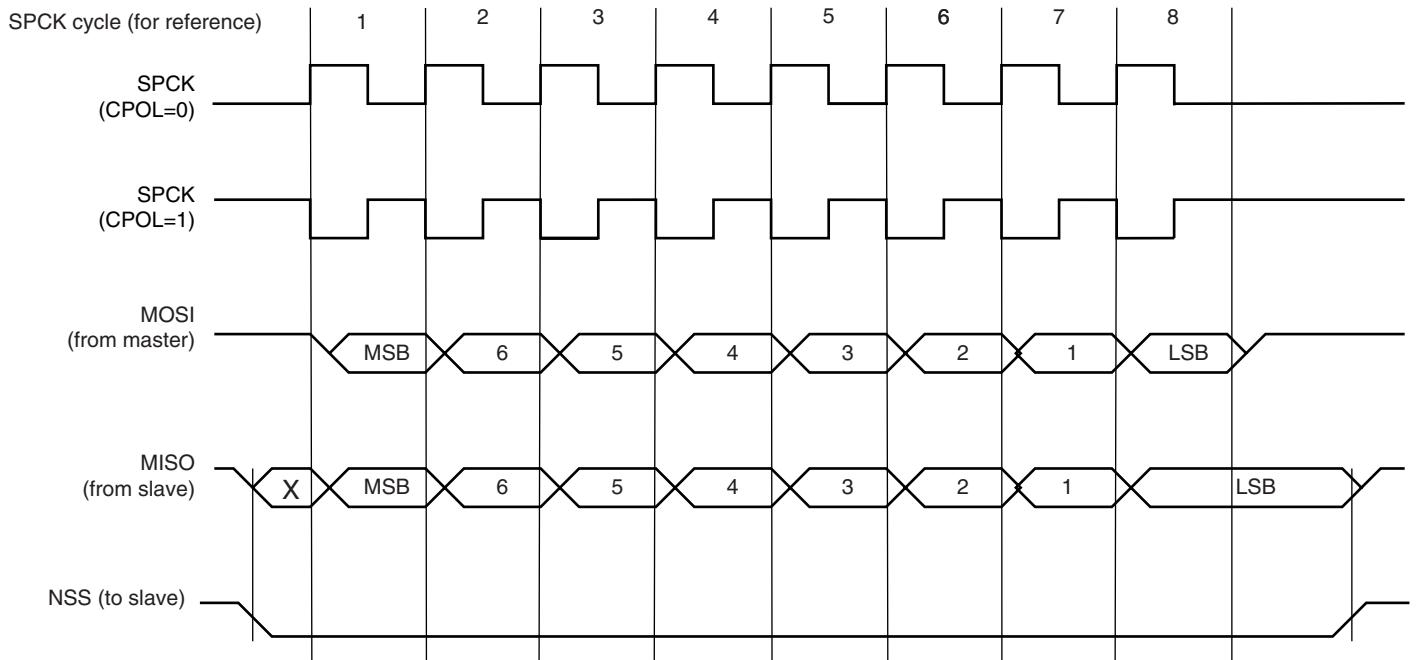 SPCK cycle (for reference) 1 2 3 4 5 6 7 8
SPCK
(CPOL=0)
SPCK
(CPOL=1)
MOSI
(from master)
MSB 6 5 4 3 2 1 LSB
MISO
(from slave)
X MSB 6 5 4 3 2 1 LSB
NSS (to slave)